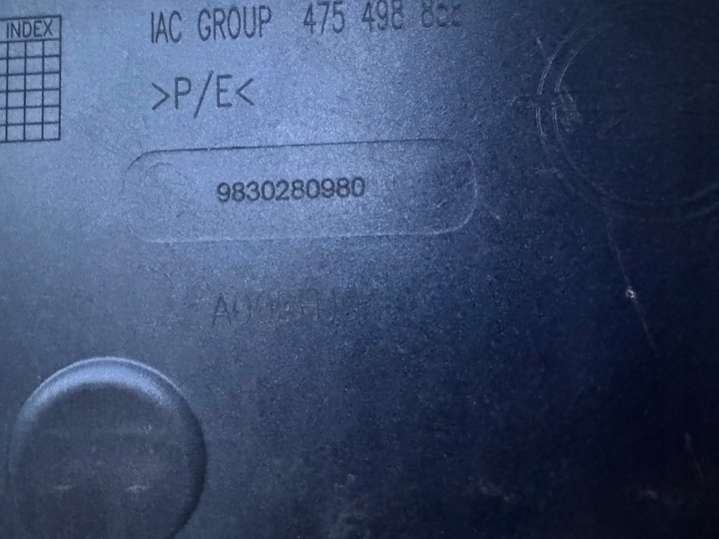 INDEX
IAC GROUP 475 498
>P/E<
9830280980